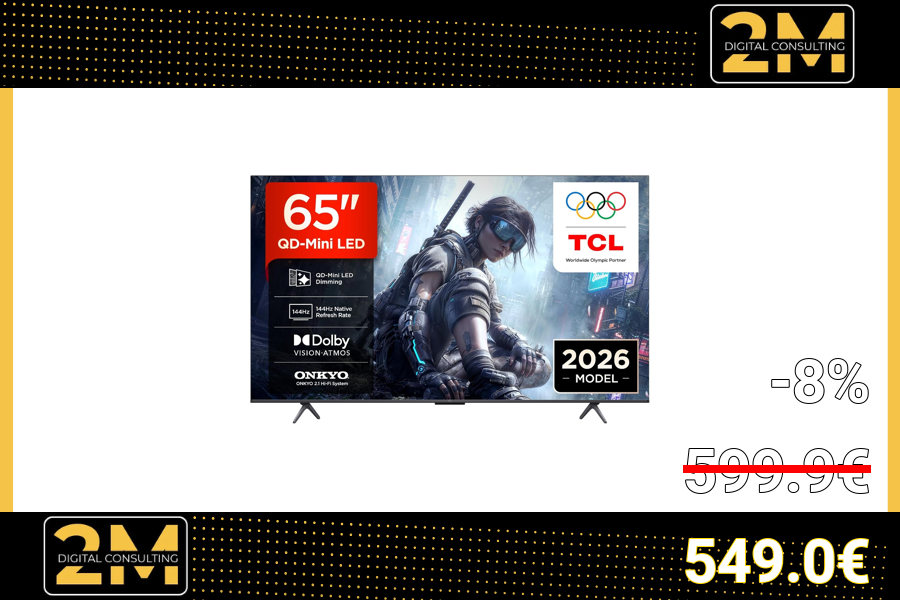 2M
DIGITAL CONSULTING
65"
QD-Mini LED
QD-Mini LED
Dimming
144Hz
144Hz Native
Refresh Rate
Dolby
VISION·ATMOS
ONKYO
ONKYO 2.1 Hi-Fi System
TCL
Worldwide Olympic Partner
2026
MODEL
-8%
599.9€
2M
DIGITAL CONSULTING
549.0€